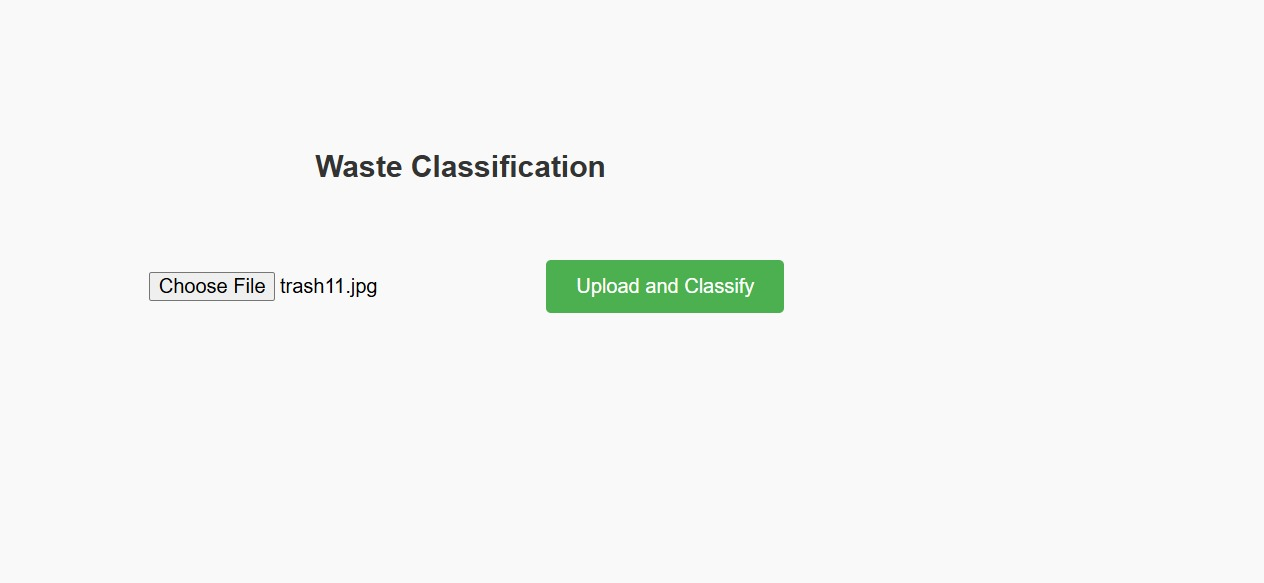 Waste Classification
Choose File trash11.jpg Upload and Classify